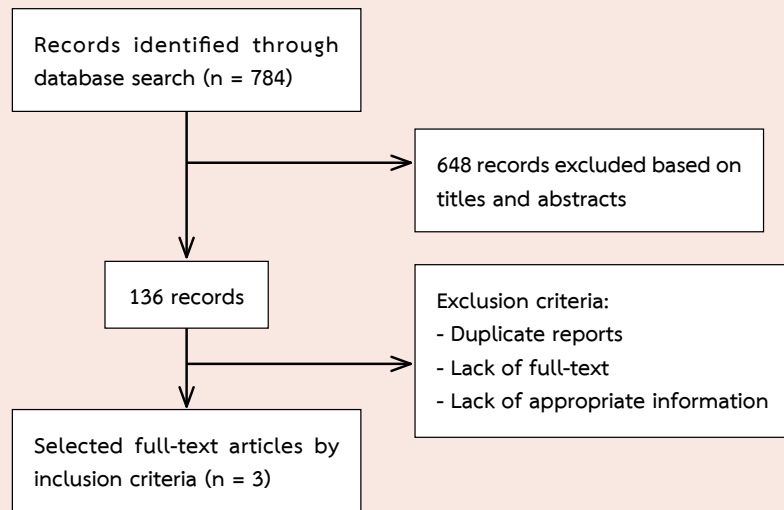 Records identified through
database search (n = 784)
648 records excluded based on
titles and abstracts
136 records
Exclusion criteria:
- Duplicate reports
- Lack of full-text
- Lack of appropriate information
Selected full-text articles by
inclusion criteria (n = 3)